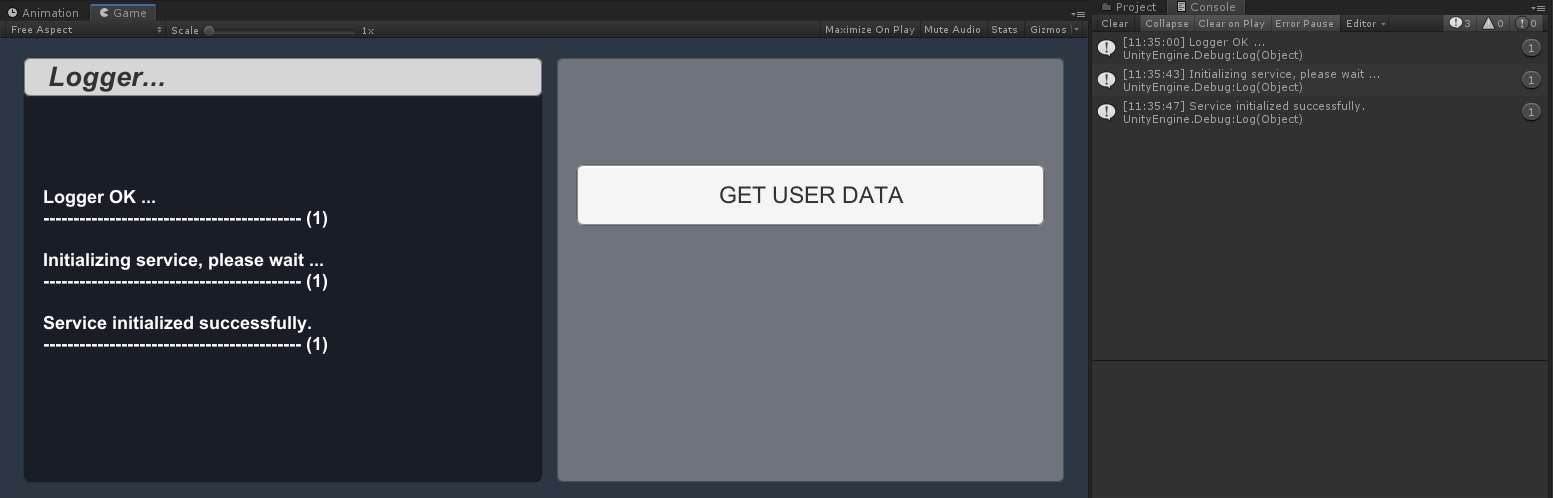 Animation
Game
Free Aspect
Scale
1x
Maximize On Play
Mute Audio
Stats
Gizmos
Logger...
Logger OK ...
------------------------------------------- (1)
Initializing service, please wait ...
------------------------------------------- (1)
Service initialized successfully.
------------------------------------------- (1)
GET USER DATA
Project
Console
Clear
Collapse
Clear on Play
Error Pause
Editor
3
0
0
[11:35:00] Logger OK ...
UnityEngine.Debug:Log(Object)
1
[11:35:43] Initializing service, please wait ...
UnityEngine.Debug:Log(Object)
1
[11:35:47] Service initialized successfully.
UnityEngine.Debug:Log(Object)
1